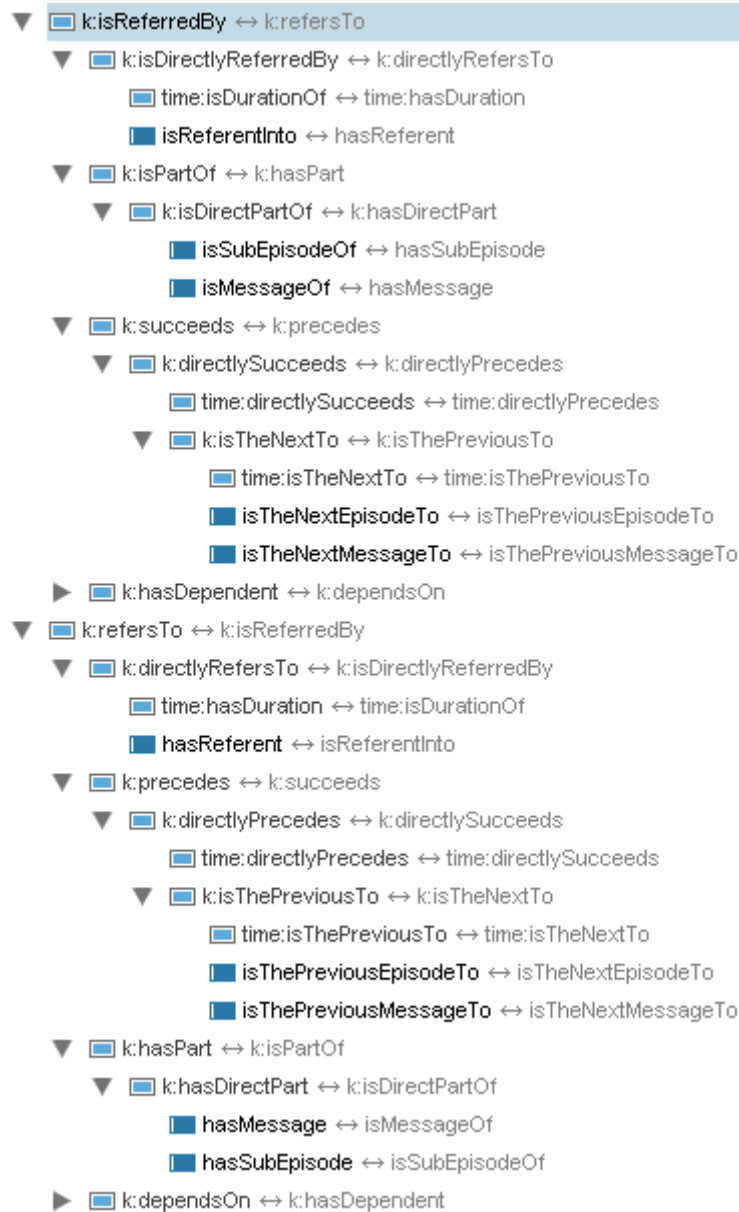 k:isReferredBy ↔ k:refersTo
k:isDirectlyReferredBy ↔ k:directlyRefersTo
time:isDurationOf ↔ time:hasDuration
isReferentInto ↔ hasReferent
k:isPartOf ↔ k:hasPart
k:isDirectPartOf ↔ k:hasDirectPart
isSubEpisodeOf ↔ hasSubEpisode
isMessageOf ↔ hasMessage
k:succeeds ↔ k:precedes
k:directlySucceeds ↔ k:directlyPrecedes
time:directlySucceeds ↔ time:directlyPrecedes
k:isTheNextTo ↔ k:isThePreviousTo
time:isTheNextTo ↔ time:isThePreviousTo
isTheNextEpisodeTo ↔ isThePreviousEpisodeTo
isTheNextMessageTo ↔ isThePreviousMessageTo
k:hasDependent ↔ k:dependsOn
k:refersTo ↔ k:isReferredBy
k:directlyRefersTo ↔ k:isDirectlyReferredBy
time:hasDuration ↔ time:isDurationOf
hasReferent ↔ isReferentInto
k:precedes ↔ k:succeeds
k:directlyPrecedes ↔ k:directlySucceeds
time:directlyPrecedes ↔ time:directlySucceeds
k:isThePreviousTo ↔ k:isTheNextTo
time:isThePreviousTo ↔ time:isTheNextTo
isThePreviousEpisodeTo ↔ isTheNextEpisodeTo
isThePreviousMessageTo ↔ isTheNextMessageTo
k:hasPart ↔ k:isPartOf
k:hasDirectPart ↔ k:isDirectPartOf
hasMessage ↔ isMessageOf
hasSubEpisode ↔ isSubEpisodeOf
k:dependsOn ↔ k:hasDependent